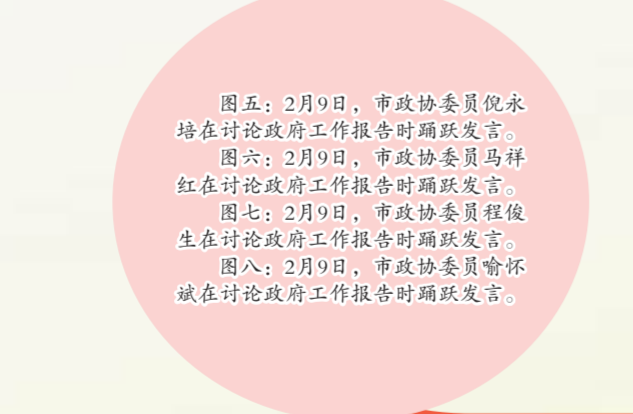 图五：2月9日，市政协委员倪永
培在讨论政府工作报告时踊跃发言。
图六：2月9日，市政协委员马祥
红在讨论政府工作报告时踊跃发言。
图七：2月9日，市政协委员程俊
生在讨论政府工作报告时踊跃发言。
图八：2月9日，市政协委员喻怀
斌在讨论政府工作报告时踊跃发言。